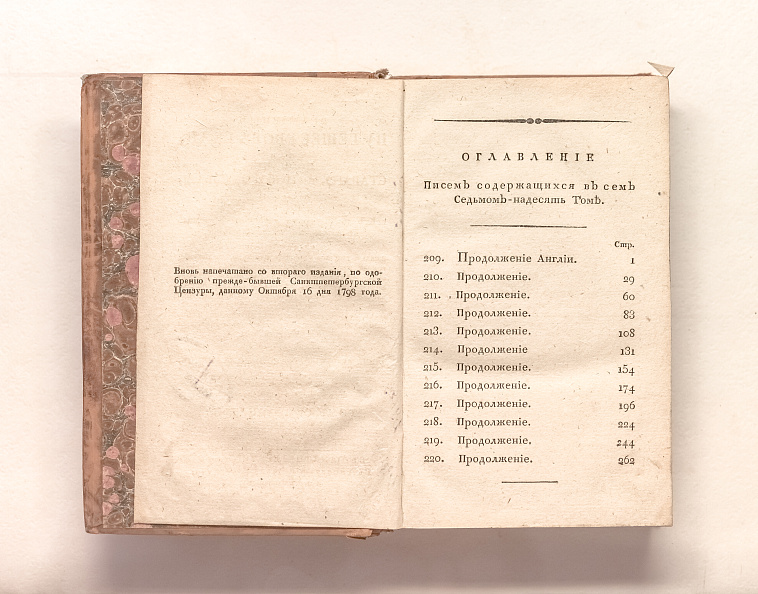 Вновь напечатано со втораго изданія, по одо-
бренію прежде-бывшей Санктпетербургской
Цензуры, данному Октября 16 дня 1798 года.
ОГЛАВЛЕНІЕ
Писемъ содержащихся въ семъ
Седьмомъ-надесять Томѣ.
Стр.
209. Продолженіе Англіи. 1
210. Продолженіе. 29
211. Продолженіе. 60
212. Продолженіе. 83
213. Продолженіе. 108
214. Продолженіе 131
215. Продолженіе. 154
216. Продолженіе. 174
217. Продолженіе. 196
218. Продолженіе. 224
219. Продолженіе. 244
220. Продолженіе. 262